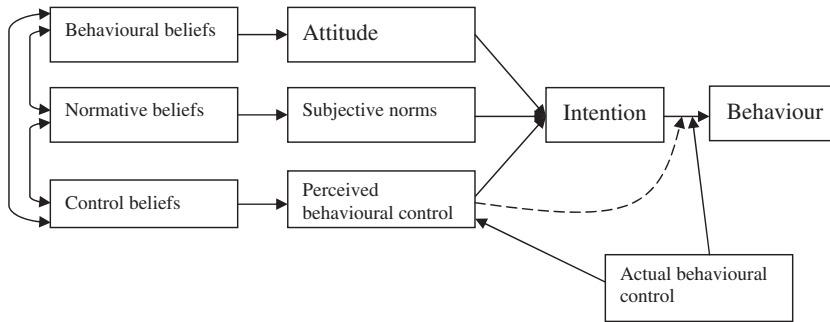 Behavioural beliefs
Attitude
Normative beliefs
Subjective norms
Intention
Behaviour
Control beliefs
Perceived
behavioural control
Actual behavioural
control